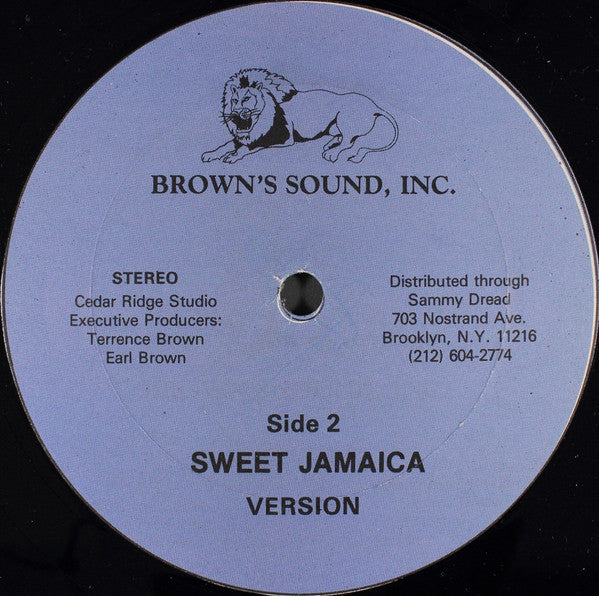 BROWN'S SOUND, INC.
STEREO
Cedar Ridge Studio
Executive Producers:
Terrence Brown
Earl Brown
Distributed through
Sammy Dread
703 Nostrand Ave.
Brooklyn, N.Y. 11216
(212) 604-2774
Side 2
SWEET JAMAICA
VERSION